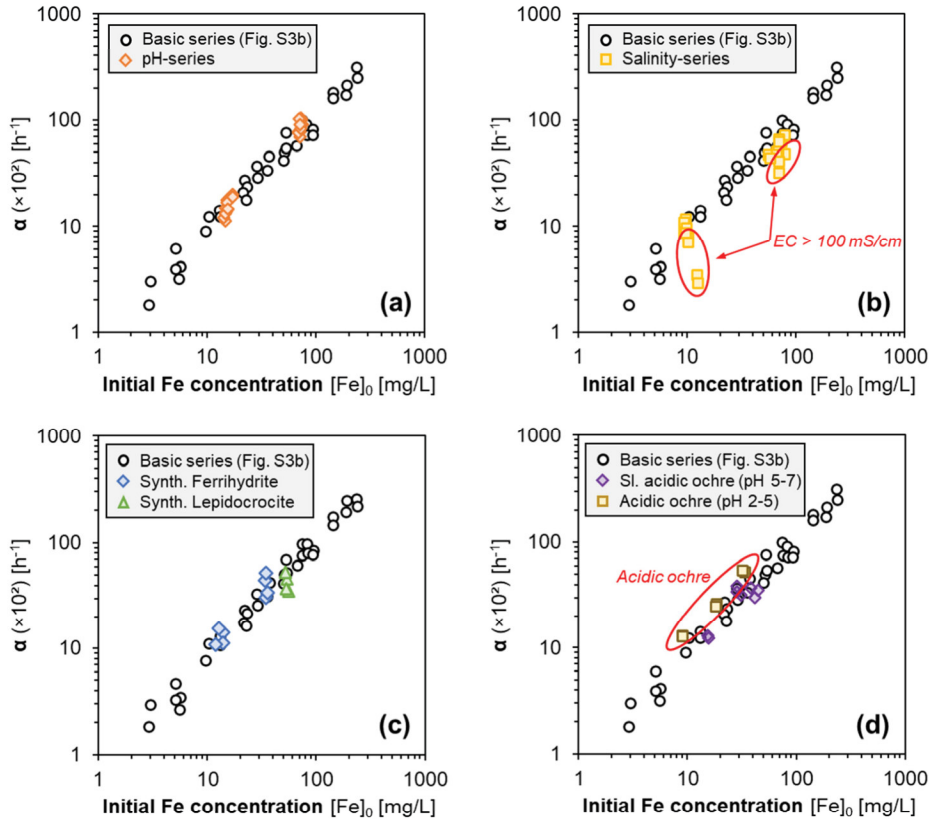 1000
100
10
1
α (×10²) [h⁻¹]
Basic series (Fig. S3b)
pH-series
(a)
1 10 100 1000
Initial Fe concentration [Fe]₀ [mg/L]
1000
100
10
1
α (×10²) [h⁻¹]
Basic series (Fig. S3b)
Salinity-series
EC > 100 mS/cm
(b)
1 10 100 1000
Initial Fe concentration [Fe]₀ [mg/L]
1000
100
10
1
α (×10²) [h⁻¹]
Basic series (Fig. S3b)
Synth. Ferrihydrite
Synth. Lepidocrocite
(c)
1 10 100 1000
Initial Fe concentration [Fe]₀ [mg/L]
1000
100
10
1
α (×10²) [h⁻¹]
Basic series (Fig. S3b)
Sl. acidic ochre (pH 5-7)
Acidic ochre (pH 2-5)
Acidic ochre
(d)
1 10 100 1000
Initial Fe concentration [Fe]₀ [mg/L]